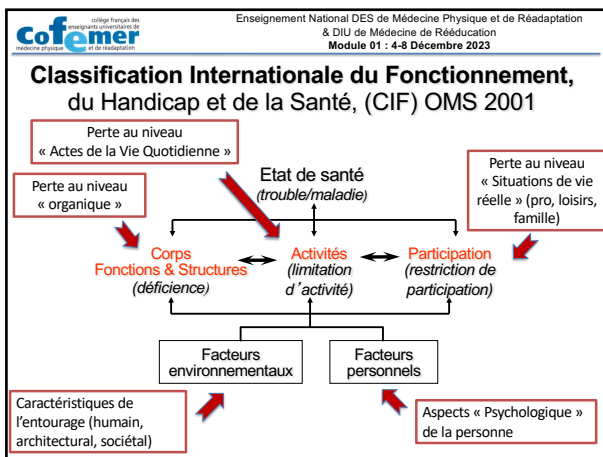 collège français des
enseignants universitaires de
Cofemer
médecine physique et de réadaptation
Enseignement National DES de Médecine Physique et de Réadaptation
& DIU de Médecine de Rééducation
Module 01 : 4-8 Décembre 2023
Classification Internationale du Fonctionnement,
du Handicap et de la Santé, (CIF) OMS 2001
Perte au niveau
« Actes de la Vie Quotidienne »
Perte au niveau
« organique »
Etat de santé
(trouble/maladie)
Perte au niveau
« Situations de vie
réelle » (pro, loisirs,
famille)
Corps
Fonctions & Structures
(déficience)
Activités
(limitation
d´activité)
Participation
(restriction de
participation)
Facteurs
environnementaux
Facteurs
personnels
Caractéristiques de
l'entourage (humain,
architectural, sociétal)
Aspects « Psychologique »
de la personne